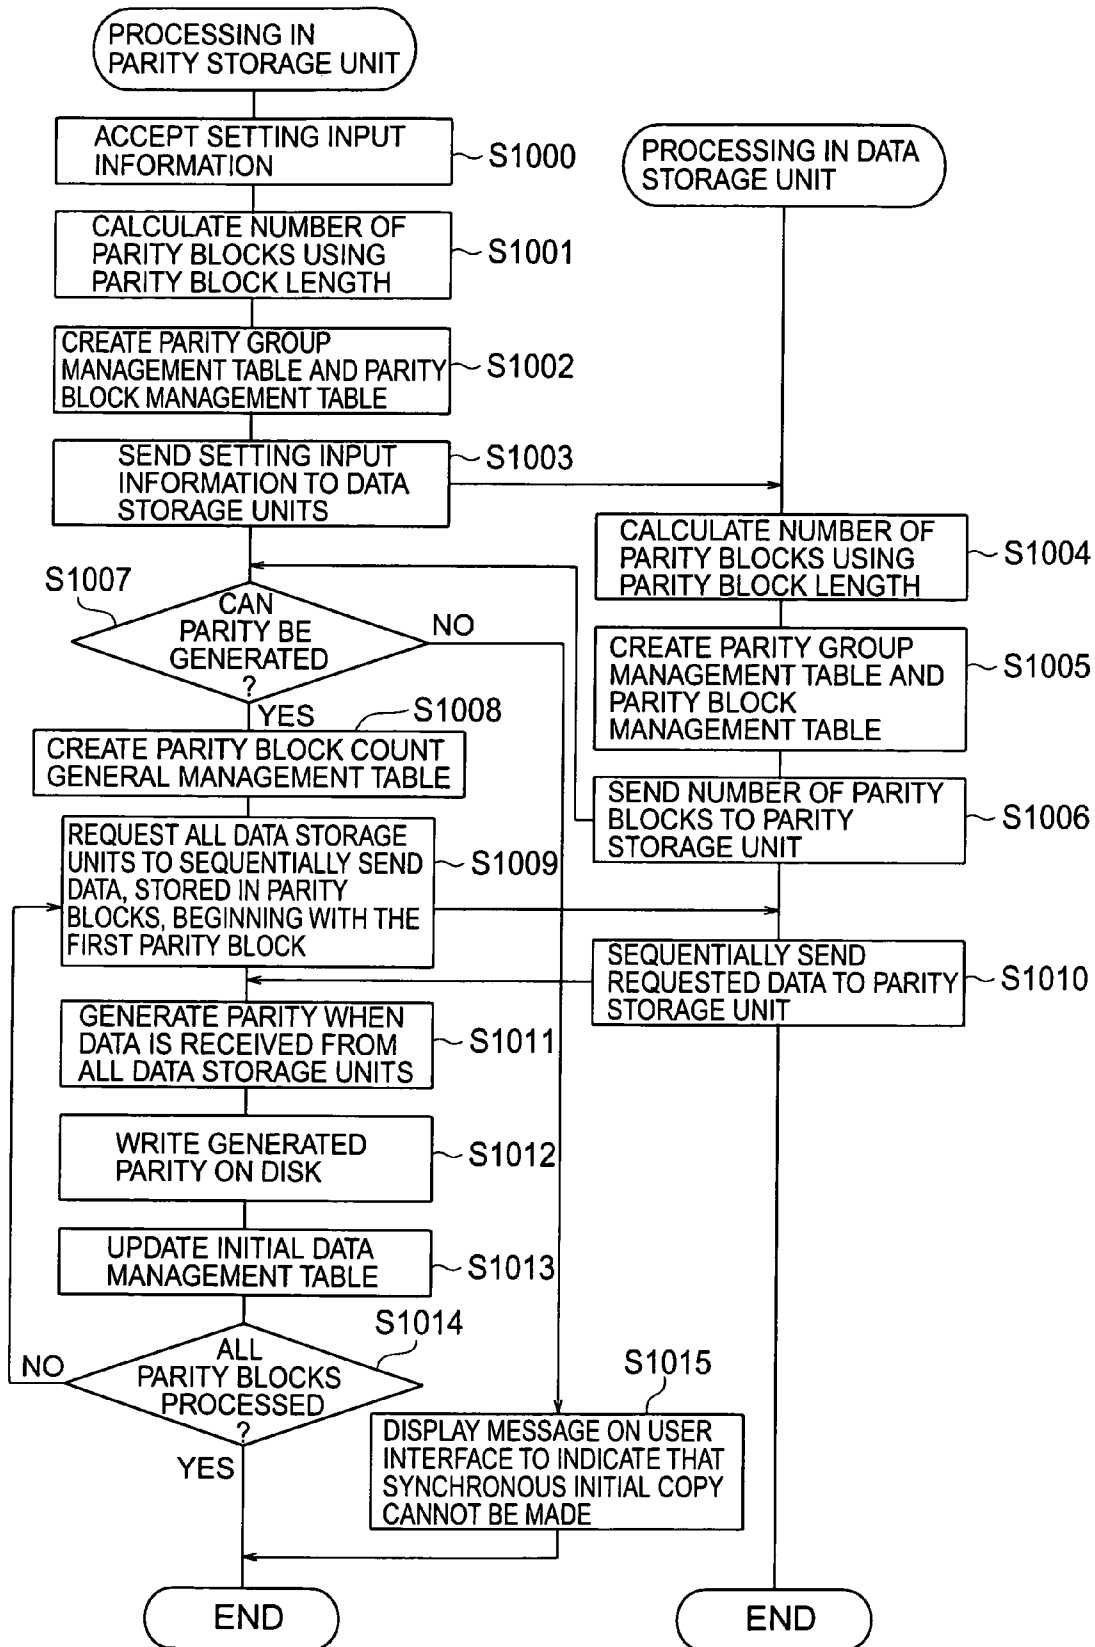 PROCESSING IN
PARITY STORAGE UNIT
ACCEPT SETTING INPUT
INFORMATION
S1000
PROCESSING IN DATA
STORAGE UNIT
CALCULATE NUMBER OF
PARITY BLOCKS USING
PARITY BLOCK LENGTH
S1001
CREATE PARITY GROUP
MANAGEMENT TABLE AND PARITY
BLOCK MANAGEMENT TABLE
S1002
SEND SETTING INPUT
INFORMATION TO DATA
STORAGE UNITS
S1003
CALCULATE NUMBER OF
PARITY BLOCKS USING
PARITY BLOCK LENGTH
S1004
S1007
CAN
PARITY BE
GENERATED
?
NO
YES
CREATE PARITY GROUP
MANAGEMENT TABLE AND
PARITY BLOCK
MANAGEMENT TABLE
S1005
S1008
CREATE PARITY BLOCK COUNT
GENERAL MANAGEMENT TABLE
SEND NUMBER OF PARITY
BLOCKS TO PARITY
STORAGE UNIT
S1006
REQUEST ALL DATA STORAGE
UNITS TO SEQUENTIALLY SEND
DATA, STORED IN PARITY
BLOCKS, BEGINNING WITH THE
FIRST PARITY BLOCK
S1009
SEQUENTIALLY SEND
REQUESTED DATA TO PARITY
STORAGE UNIT
S1010
GENERATE PARITY WHEN
DATA IS RECEIVED FROM
ALL DATA STORAGE UNITS
S1011
WRITE GENERATED
PARITY ON DISK
S1012
UPDATE INITIAL DATA
MANAGEMENT TABLE
S1013
S1014
ALL
PARITY BLOCKS
PROCESSED
?
NO
YES
S1015
DISPLAY MESSAGE ON USER
INTERFACE TO INDICATE THAT
SYNCHRONOUS INITIAL COPY
CANNOT BE MADE
END
END